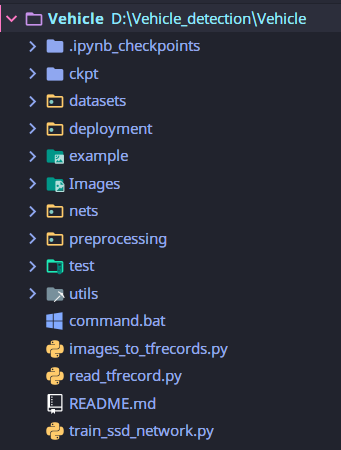 Vehicle D:\Vehicle_detection\Vehicle
.ipynb_checkpoints
ckpt
datasets
deployment
example
Images
nets
preprocessing
test
utils
command.bat
images_to_tfrecords.py
read_tfrecord.py
README.md
train_ssd_network.py